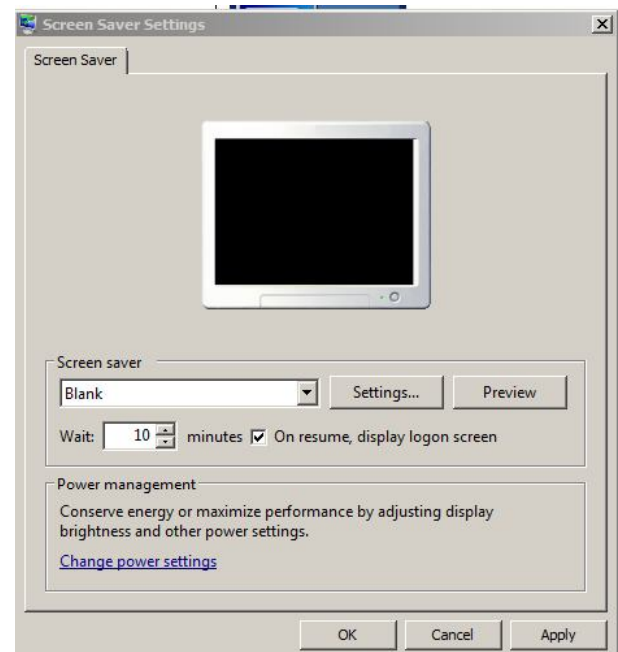 Screen Saver Settings
Screen Saver
Screen saver
Blank
Settings...
Preview
Wait: 10 minutes On resume, display logon screen
Power management
Conserve energy or maximize performance by adjusting display
brightness and other power settings.
Change power settings
OK
Cancel
Apply